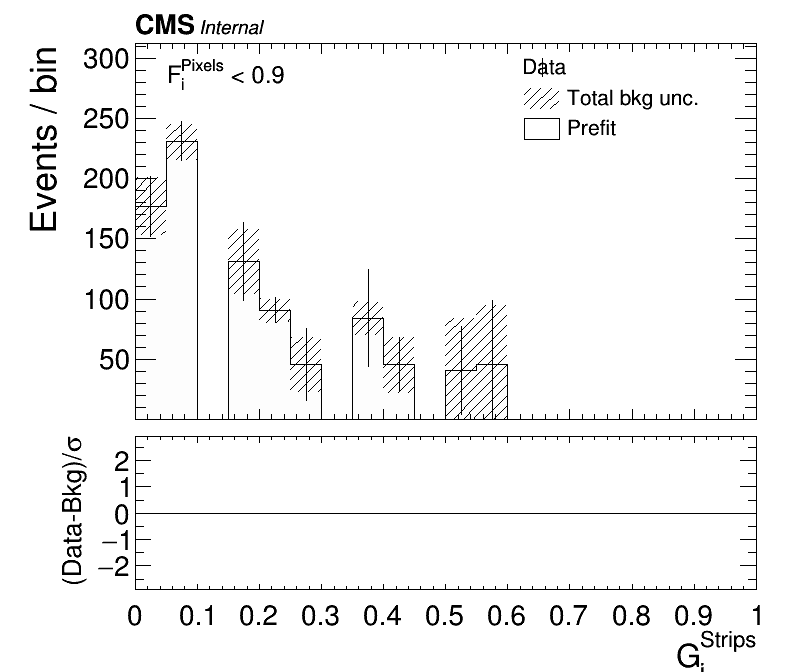 CMS Internal
Events / bin
F_i^Pixels < 0.9
Data
Total bkg unc.
Prefit
300
250
200
150
100
50
(Data-Bkg)/σ
2
1
0
−1
−2
0 0.1 0.2 0.3 0.4 0.5 0.6 0.7 0.8 0.9 1
G_i^Strips